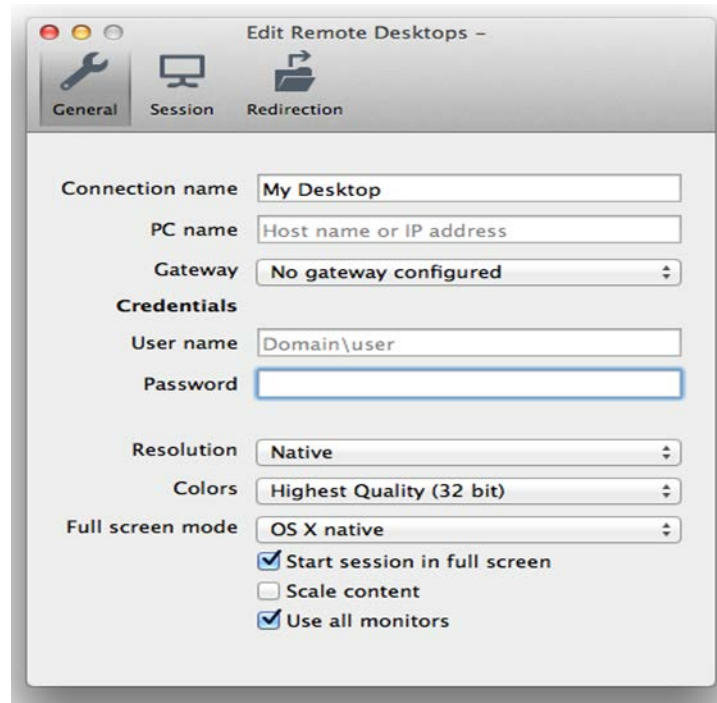 Edit Remote Desktops –
General Session Redirection
Connection name My Desktop
PC name Host name or IP address
Gateway No gateway configured
Credentials
User name Domain\user
Password
Resolution Native
Colors Highest Quality (32 bit)
Full screen mode OS X native
Start session in full screen
Scale content
Use all monitors